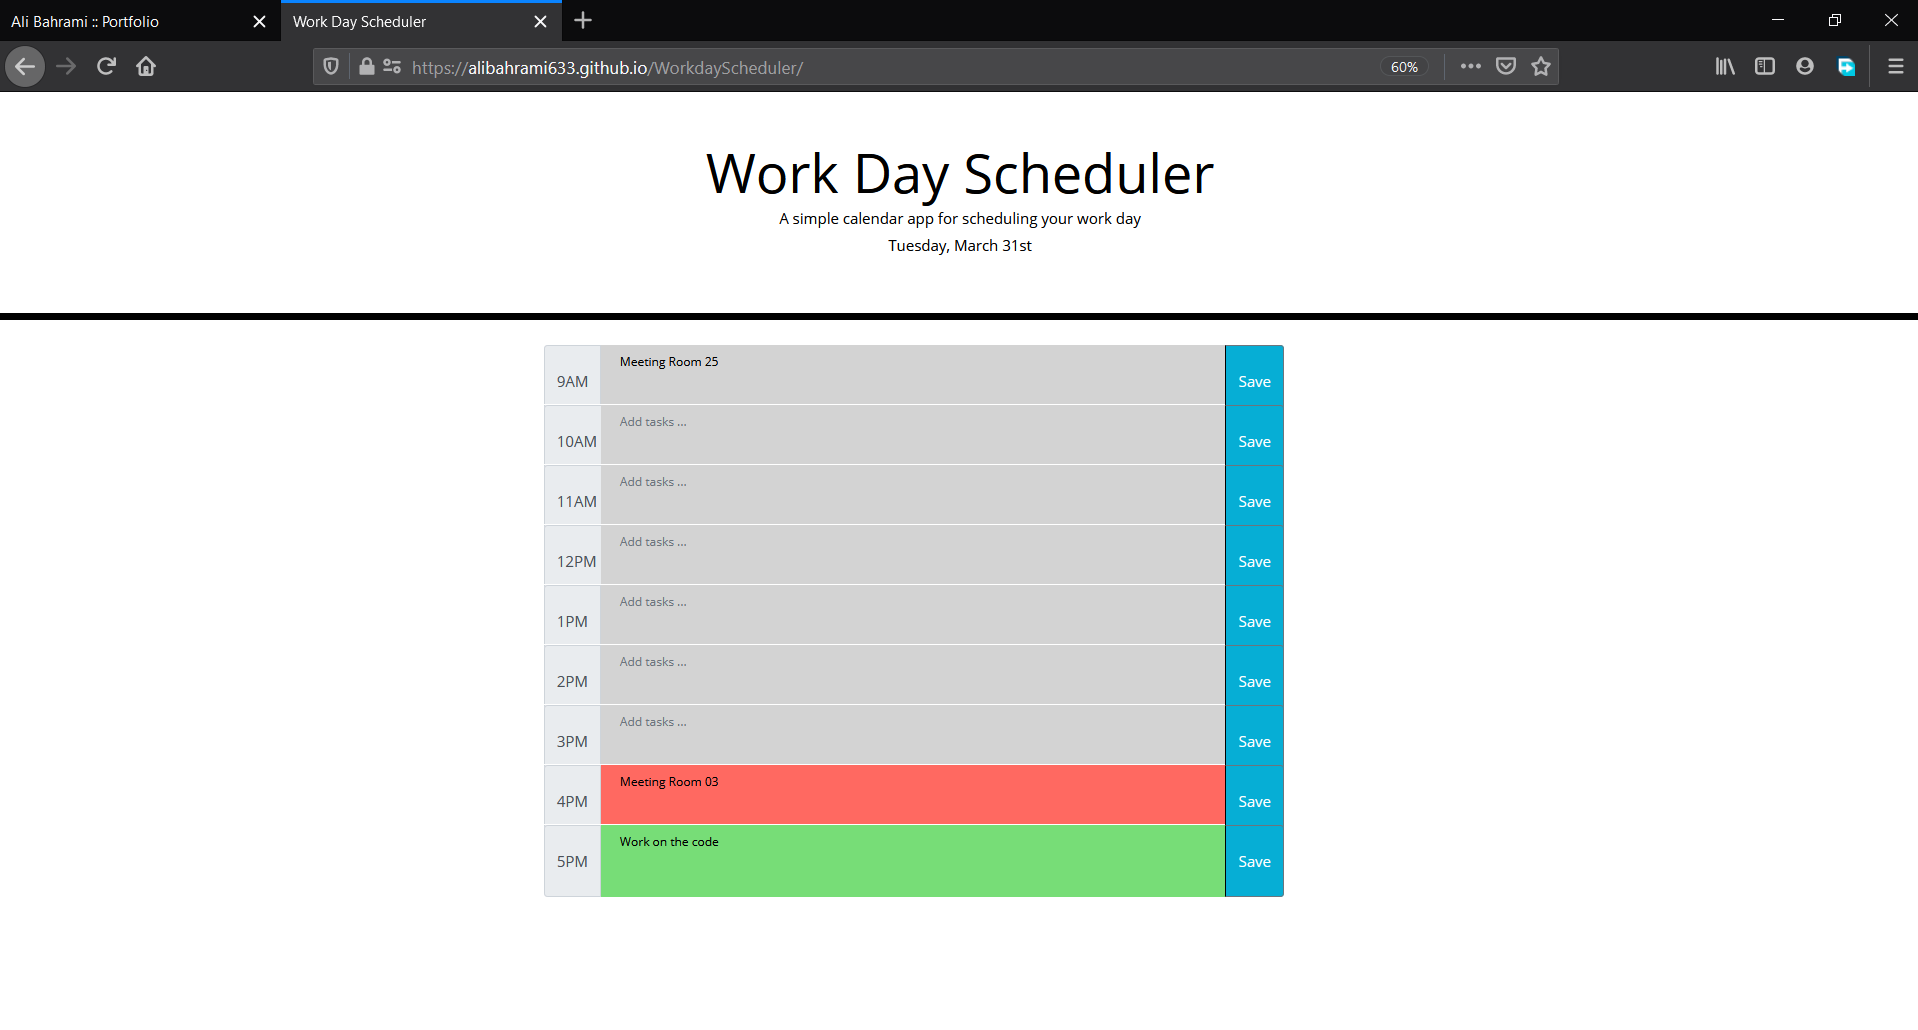 Ali Bahrami :: Portfolio
Work Day Scheduler
https://alibahrami633.github.io/WorkdayScheduler/
60%
Work Day Scheduler
A simple calendar app for scheduling your work day
Tuesday, March 31st
9AM Meeting Room 25 Save
10AM Add tasks ... Save
11AM Add tasks ... Save
12PM Add tasks ... Save
1PM Add tasks ... Save
2PM Add tasks ... Save
3PM Add tasks ... Save
4PM Meeting Room 03 Save
5PM Work on the code Save